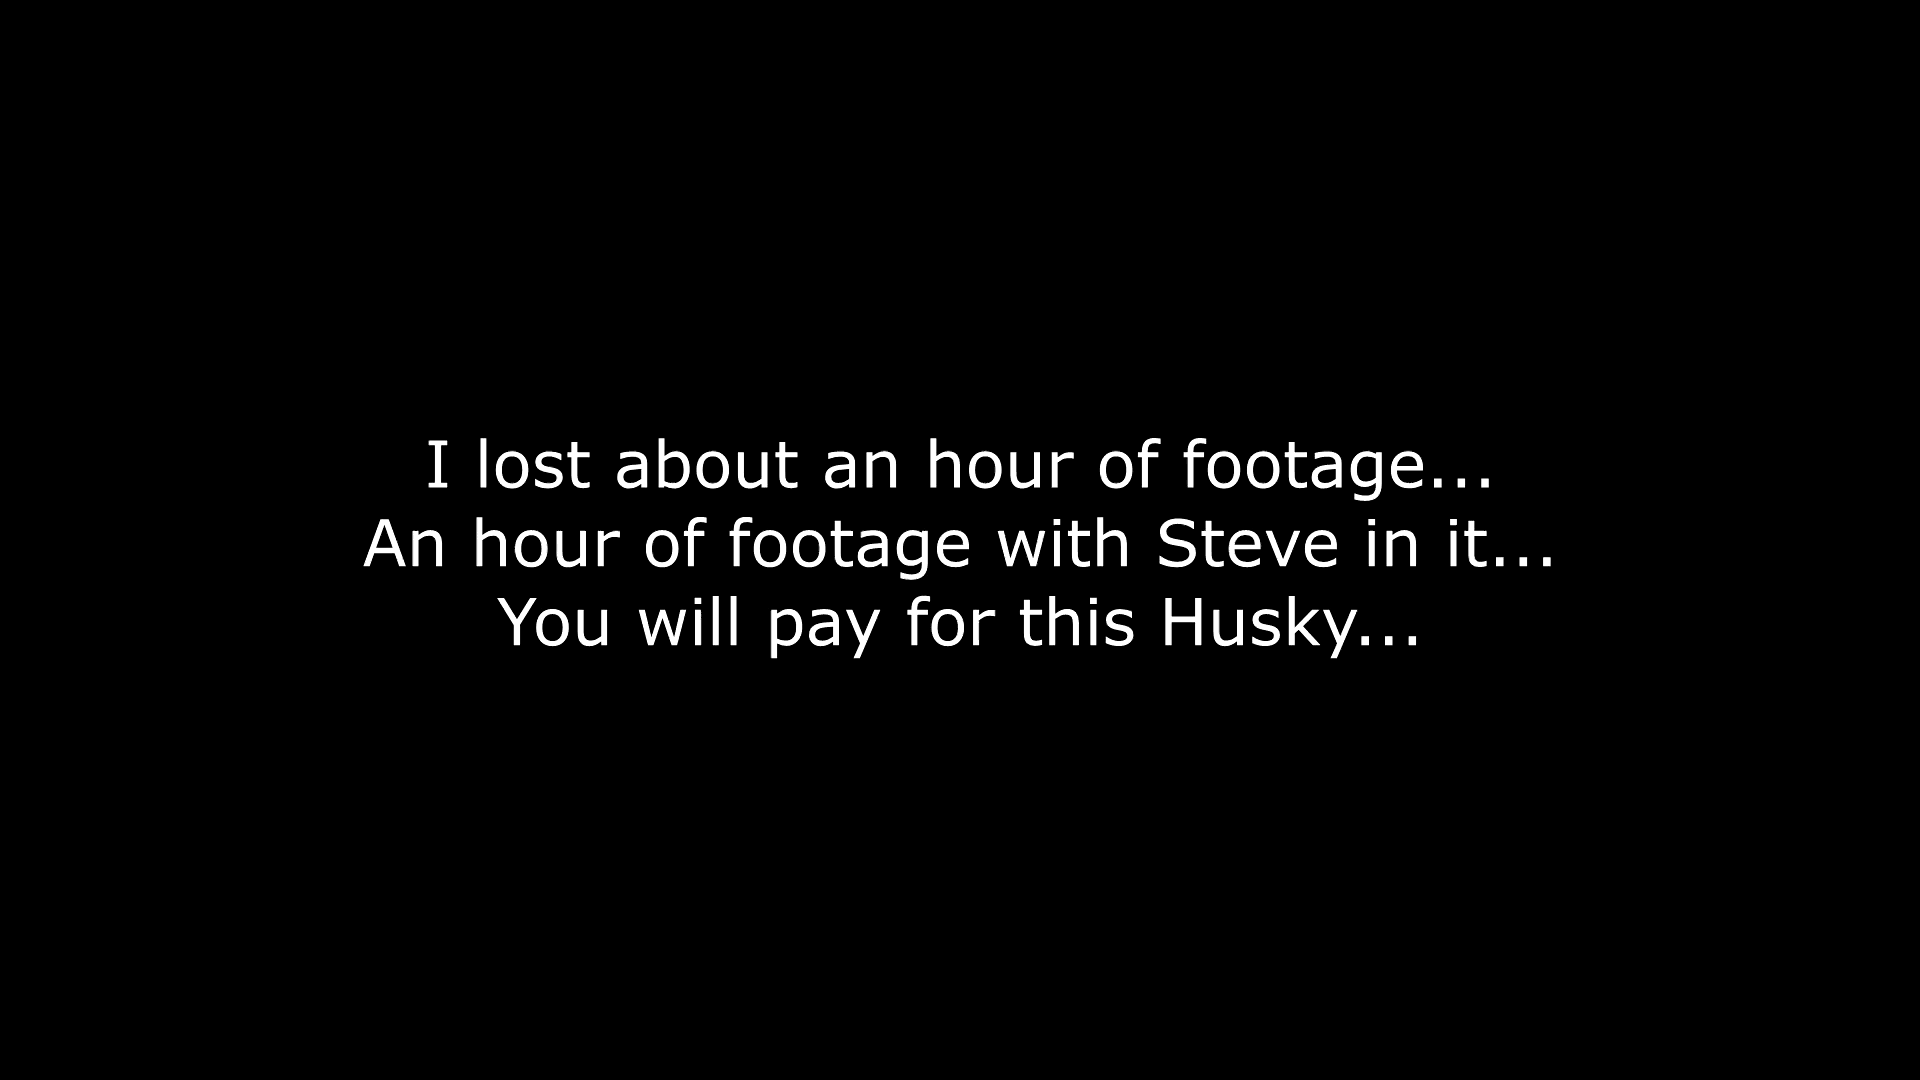 I lost about an hour of footage...
An hour of footage with Steve in it...
You will pay for this Husky...